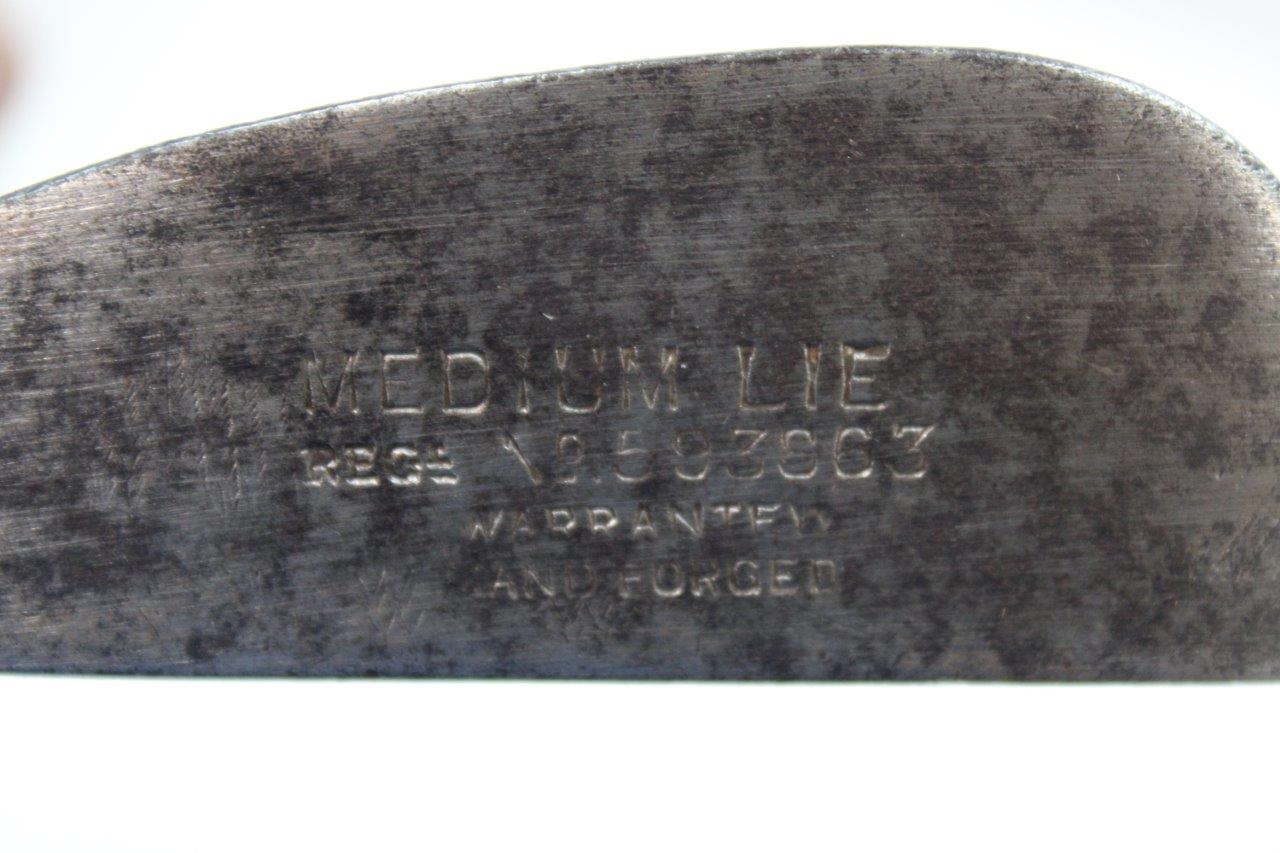 MEDIUM LIE
REGD No. 593863
WARRANTED
HAND FORGED